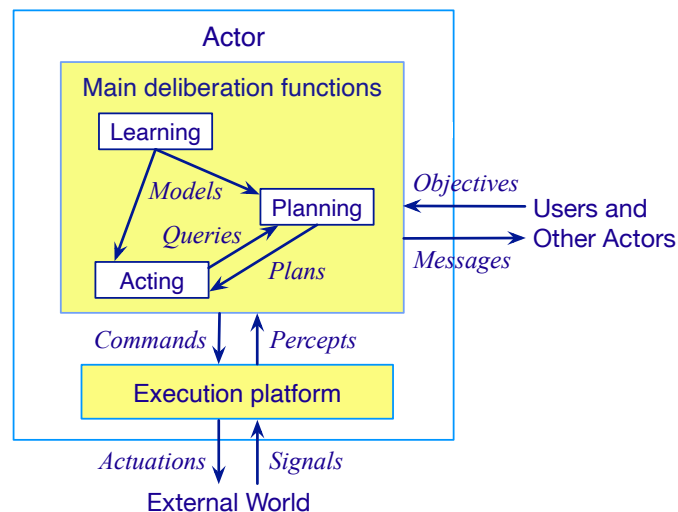 Actor
Main deliberation functions
Learning
Models
Objectives
Planning
Users and
Queries
Other Actors
Messages
Acting
Plans
Commands
Percepts
Execution platform
Actuations
Signals
External World